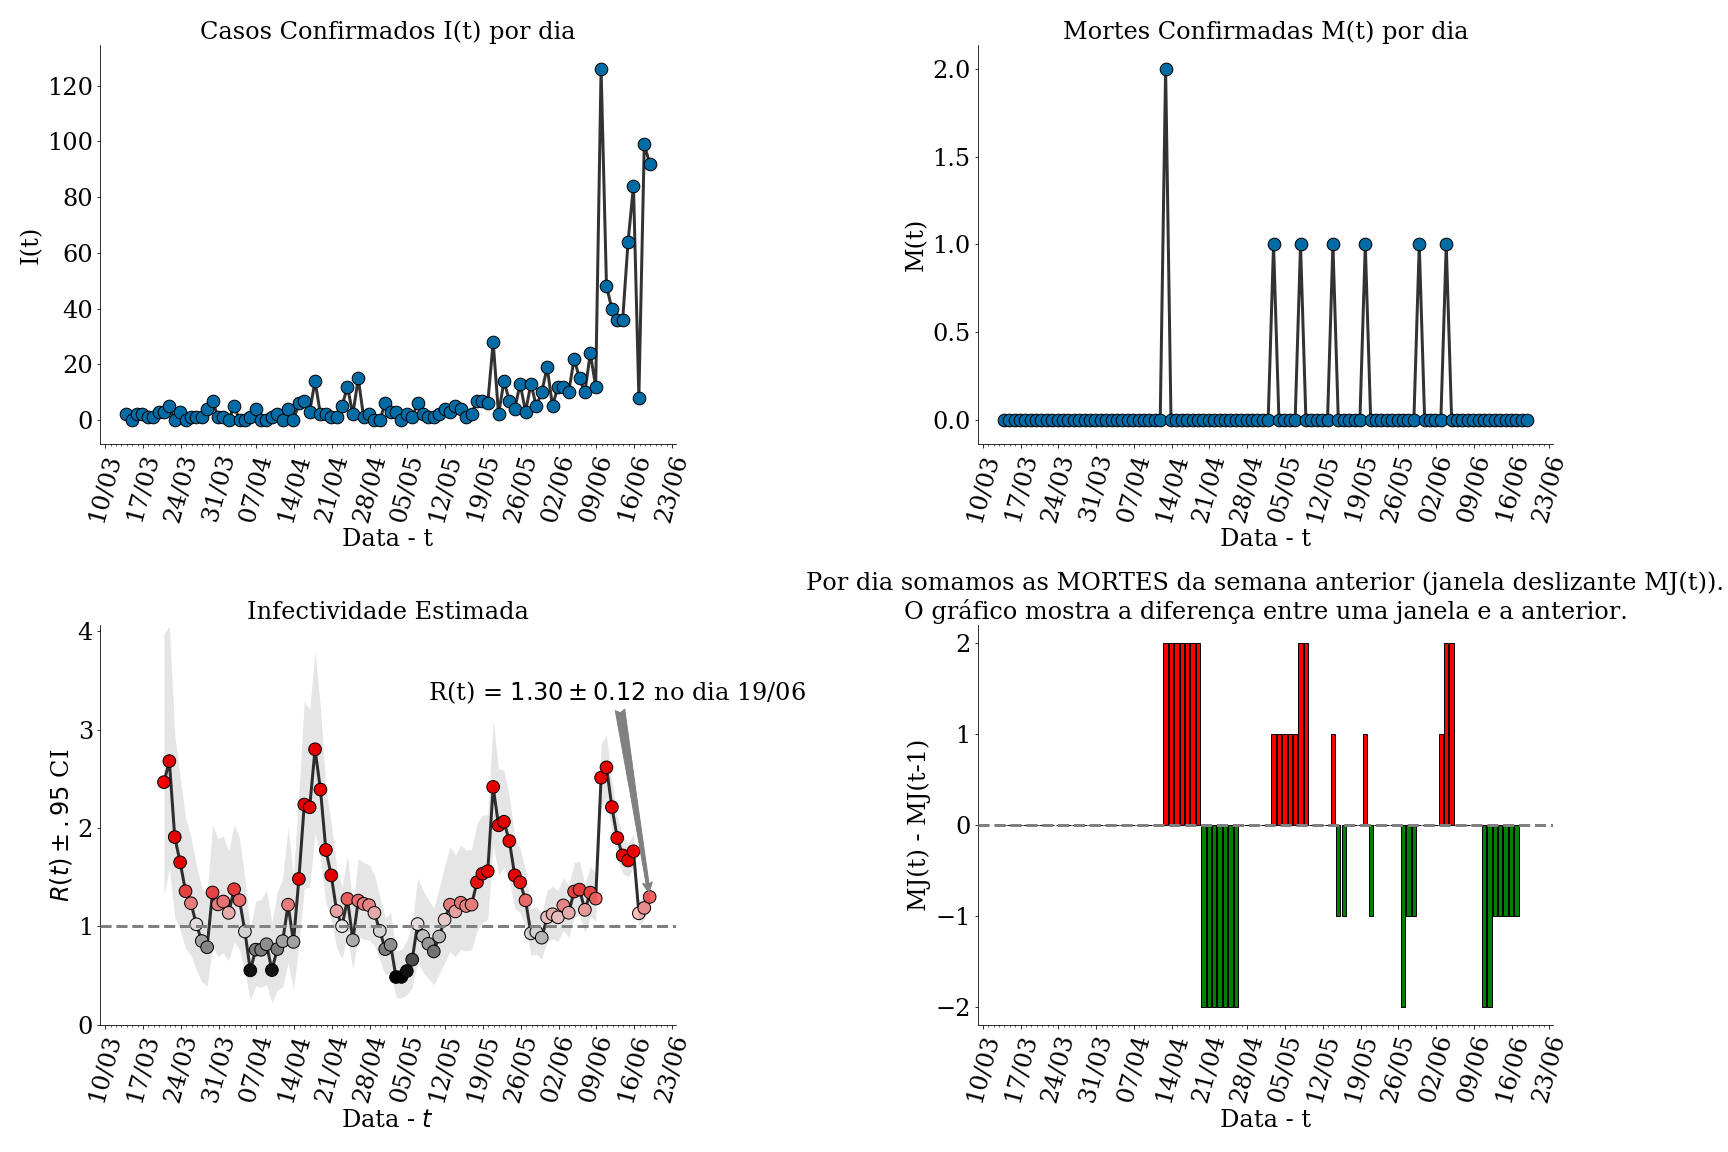 Casos Confirmados I(t) por dia
I(t)
120
100
80
60
40
20
0
10/03 17/03 24/03 31/03 07/04 14/04 21/04 28/04 05/05 12/05 19/05 26/05 02/06 09/06 16/06 23/06
Data - t
Mortes Confirmadas M(t) por dia
M(t)
2.0
1.5
1.0
0.5
0.0
10/03 17/03 24/03 31/03 07/04 14/04 21/04 28/04 05/05 12/05 19/05 26/05 02/06 09/06 16/06 23/06
Data - t
Infectividade Estimada
R(t) ± .95 CI
4
3
2
1
0
R(t) = 1.30 ± 0.12 no dia 19/06
10/03 17/03 24/03 31/03 07/04 14/04 21/04 28/04 05/05 12/05 19/05 26/05 02/06 09/06 16/06 23/06
Data - t
Por dia somamos as MORTES da semana anterior (janela deslizante MJ(t)).
O gráfico mostra a diferença entre uma janela e a anterior.
MJ(t) - MJ(t-1)
2
1
0
−1
−2
10/03 17/03 24/03 31/03 07/04 14/04 21/04 28/04 05/05 12/05 19/05 26/05 02/06 09/06 16/06 23/06
Data - t